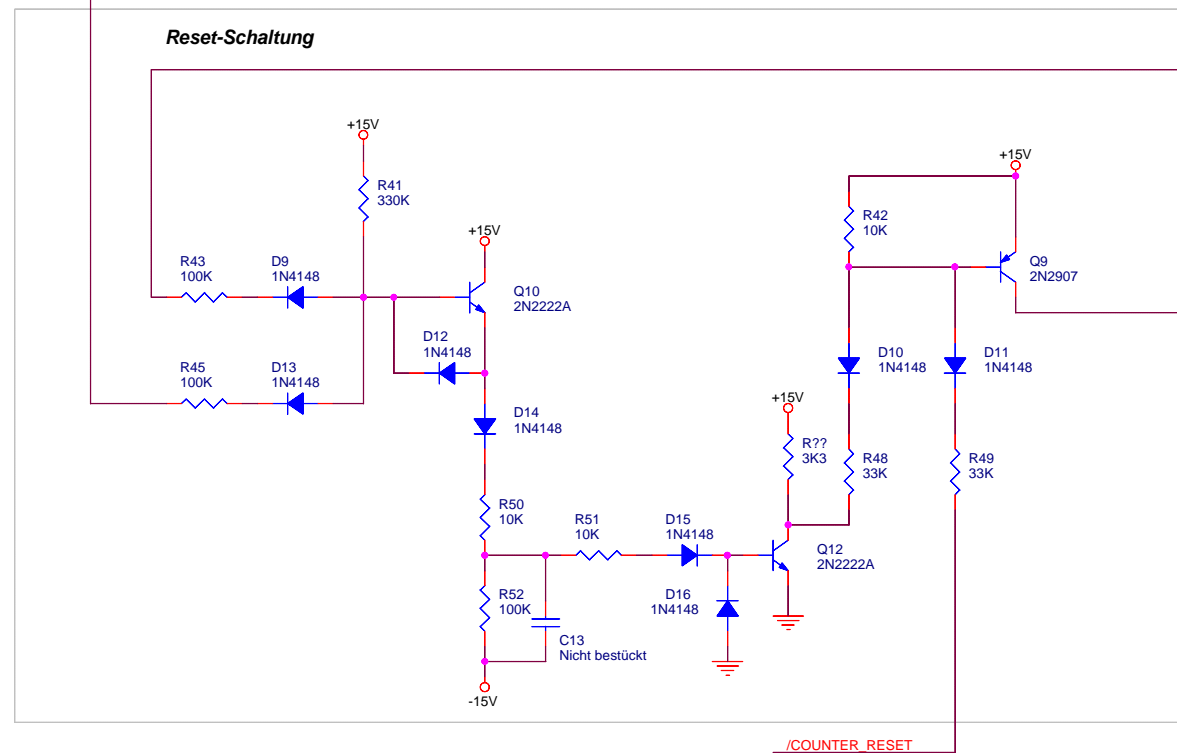 Reset-Schaltung
+15V
R41
330K
+15V
R43
100K
D9
1N4148
Q10
2N2222A
D12
1N4148
R45
100K
D13
1N4148
D14
1N4148
R50
10K
R51
10K
D15
1N4148
R52
100K
C13
Nicht bestückt
-15V
D16
1N4148
+15V
R??
3K3
Q12
2N2222A
+15V
R42
10K
Q9
2N2907
D10
1N4148
D11
1N4148
R48
33K
R49
33K
/COUNTER_RESET